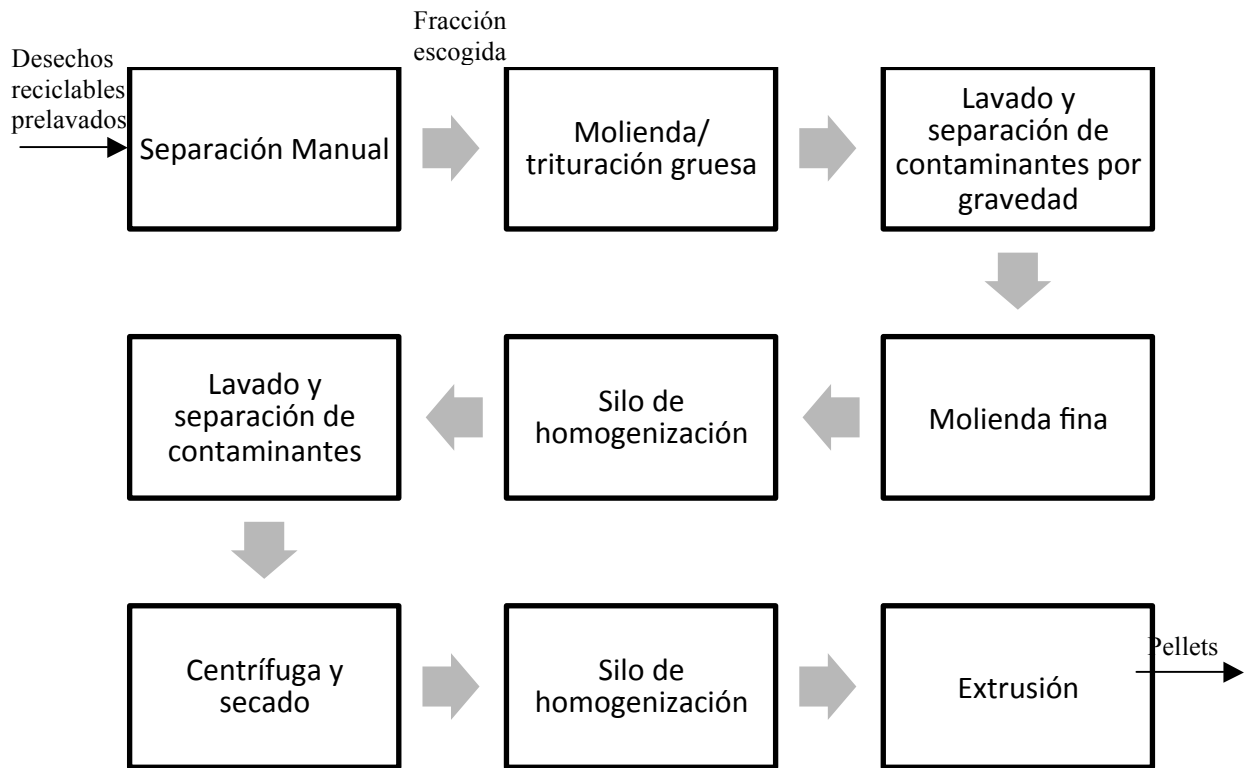 Desechos
reciclables
prelavados
Separación Manual
Fracción
escogida
Molienda/
trituración gruesa
Lavado y
separación de
contaminantes por
gravedad
Molienda fina
Silo de
homogenización
Lavado y
separación de
contaminantes
Centrífuga y
secado
Silo de
homogenización
Extrusión
Pellets